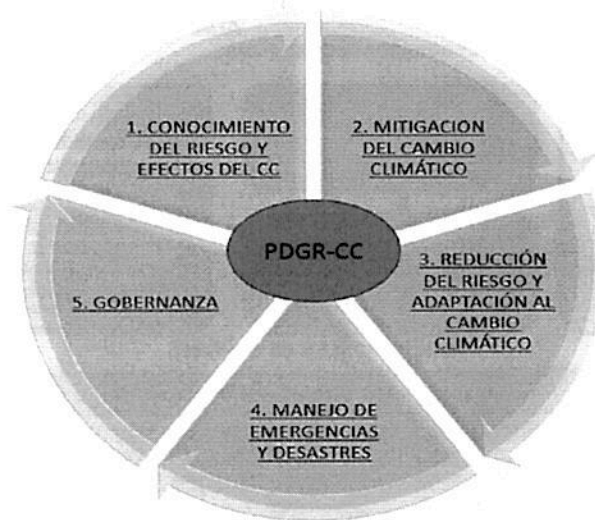 1. CONOCIMIENTO
DEL RIESGO Y
EFECTOS DEL CC
2. MITIGACION
DEL CAMBIO
CLIMÁTICO
3. REDUCCIÓN
DEL RIESGO Y
ADAPTACIÓN AL
CAMBIO
CLIMÁTICO
4. MANEJO DE
EMERGENCIAS
Y DESASTRES
5. GOBERNANZA
PDGR-CC